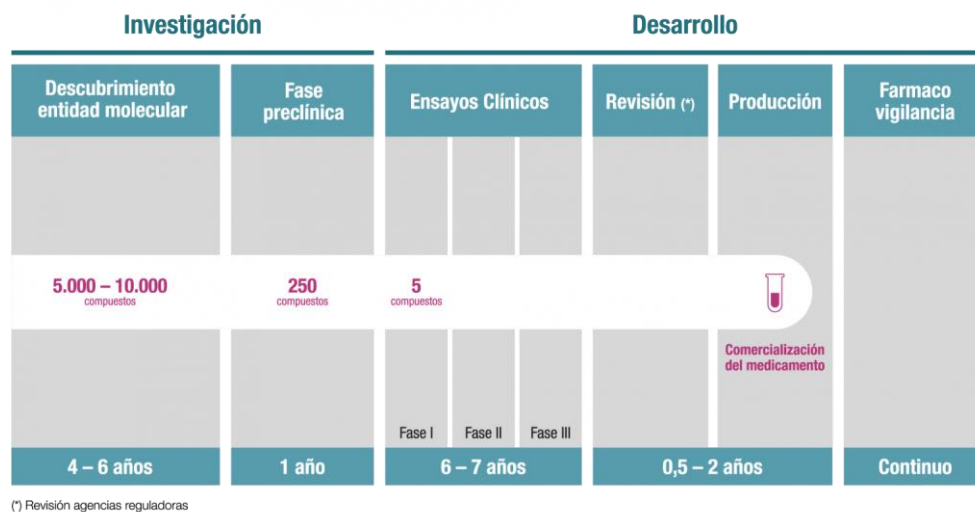 Investigación
Desarrollo
Descubrimiento
entidad molecular
Fase
preclínica
Ensayos Clínicos
Revisión (*)
Producción
Farmaco
vigilancia
5.000 – 10.000
compuestos
250
compuestos
5
compuestos
Comercialización
del medicamento
Fase I
Fase II
Fase III
4 – 6 años
1 año
6 – 7 años
0,5 – 2 años
Continuo
(*) Revisión agencias reguladoras